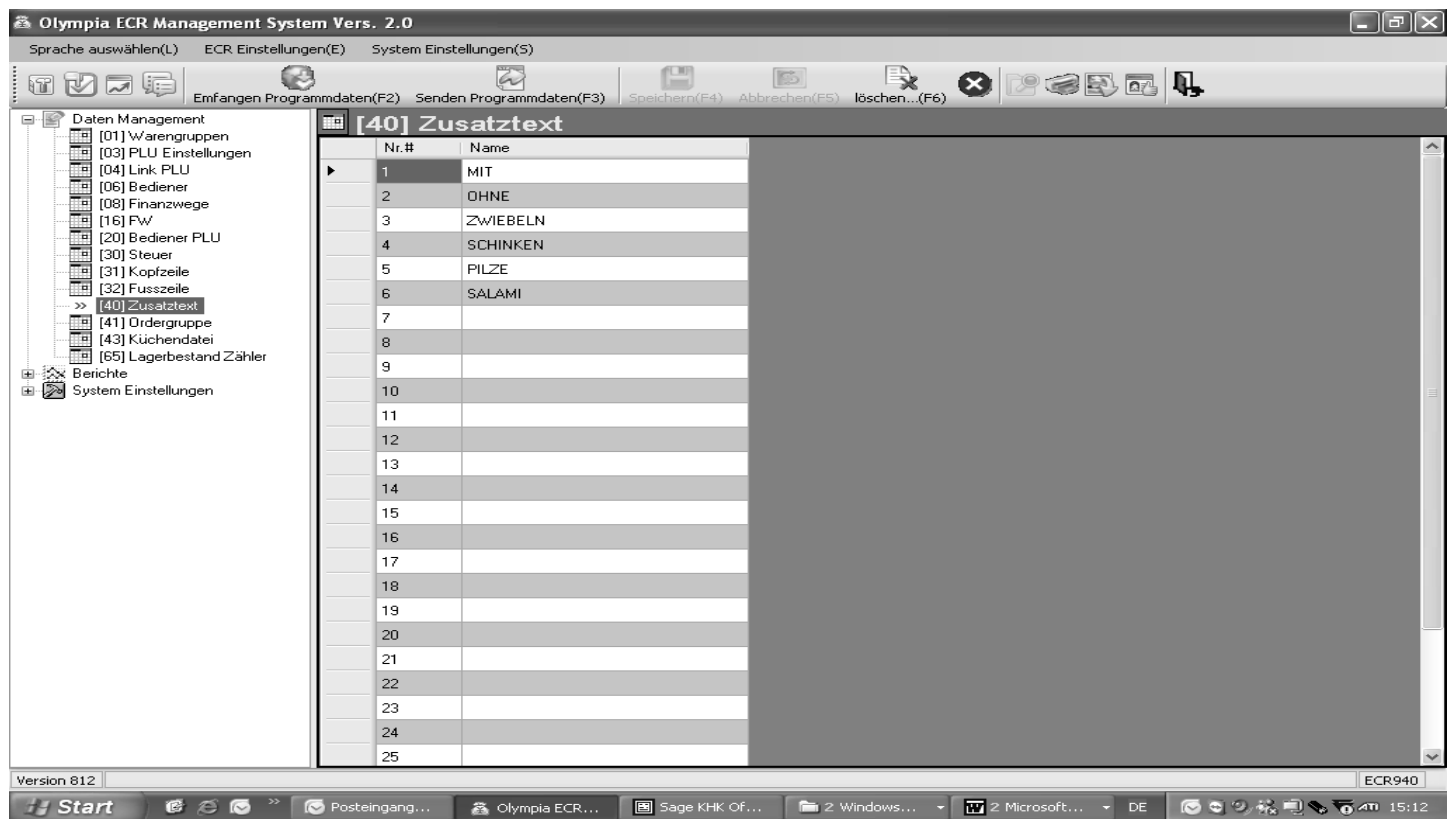 Olympia ECR Management System Vers. 2.0
Sprache auswählen(L) ECR Einstellungen(E) System Einstellungen(S)
Emfangen Programmdaten(F2) Senden Programmdaten(F3) Speichern(F4) Abbrechen(F5) löschen...(F6)
Daten Management
[01] Warengruppen
[03] PLU Einstellungen
[04] Link PLU
[06] Bediener
[08] Finanzwege
[16] FW
[20] Bediener PLU
[30] Steuer
[31] Kopfzeile
[32] Fusszeile
[40] Zusatztext
[41] Ordergruppe
[43] Küchendatei
[65] Lagerbestand Zähler
Berichte
System Einstellungen
[40] Zusatztext
Nr.# Name
1 MIT
2 OHNE
3 ZWIEBELN
4 SCHINKEN
5 PILZE
6 SALAMI
7
8
9
10
11
12
13
14
15
16
17
18
19
20
21
22
23
24
25
Version 812 ECR940
Start Posteingang... Olympia ECR... Sage KHK Of... 2 Windows... 2 Microsoft... DE ATI 15:12